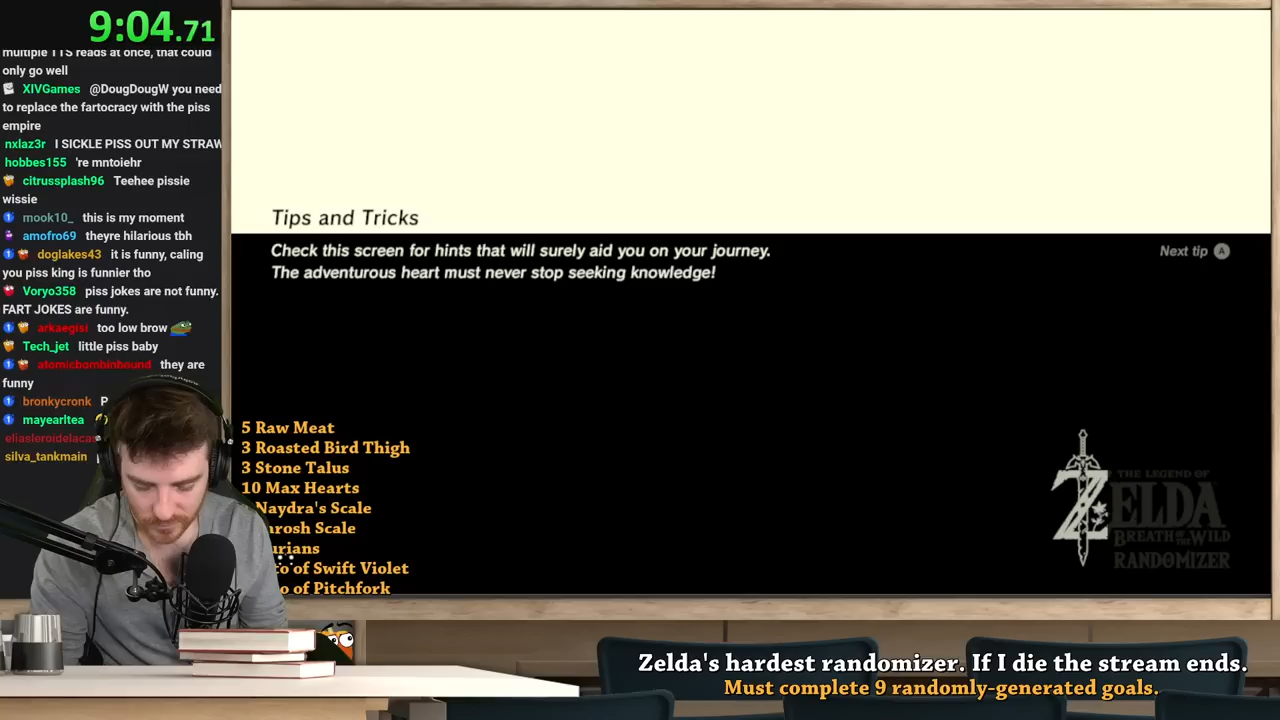 9:04.71
multiple TTS reads at once, that could
only go well
XIVGames @DougDougW you need
to replace the fartocracy with the piss
empire
nxlaz3r I SICKLE PISS OUT MY STRAW
hobbes155 're mntoiehr
citrussplash96 Teehee pissie
wissie
mook10_ this is my moment
amofro69 theyre hilarious tbh
doglakes43 it is funny, caling
you piss king is funnier tho
Voryo358 piss jokes are not funny.
FART JOKES are funny.
arkaegisi too low brow
Tech_jet little piss baby
atomicbombinbound they are
funny
bronkycronk P
mayearltea
eliasleroidelacas
silva_tankmain
Tips and Tricks
Check this screen for hints that will surely aid you on your journey.
The adventurous heart must never stop seeking knowledge!
Next tip A
5 Raw Meat
3 Roasted Bird Thigh
3 Stone Talus
10 Max Hearts
Naydra's Scale
Scale
of Swift Violet
of Pitchfork
THE LEGEND OF
ZELDA
BREATH OF THE WILD
RANDOMIZER
Zelda's hardest randomizer. If I die the stream ends.
Must complete 9 randomly-generated goals.